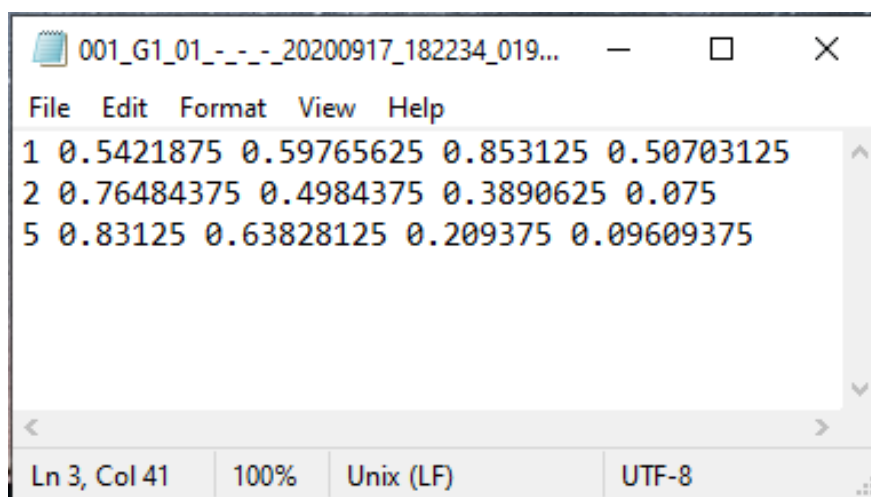 001_G1_01_-_-_-_20200917_182234_019...
File Edit Format View Help
1 0.5421875 0.59765625 0.853125 0.50703125
2 0.76484375 0.4984375 0.3890625 0.075
5 0.83125 0.63828125 0.209375 0.09609375
Ln 3, Col 41 100% Unix (LF) UTF-8